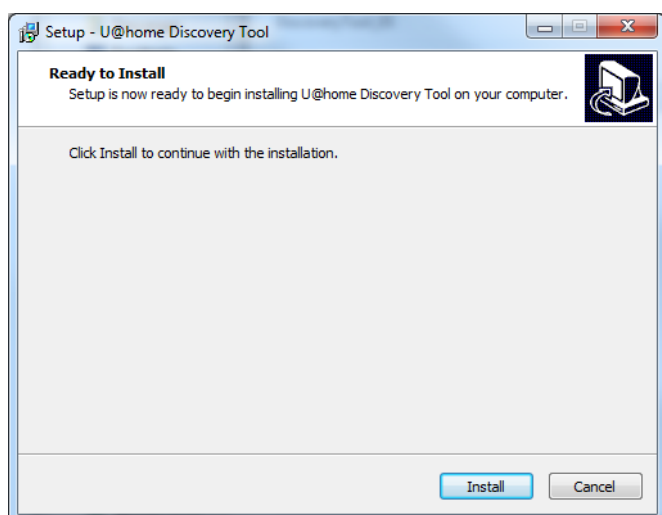 Setup - U@home Discovery Tool
Ready to Install
Setup is now ready to begin installing U@home Discovery Tool on your computer.
Click Install to continue with the installation.
Install
Cancel